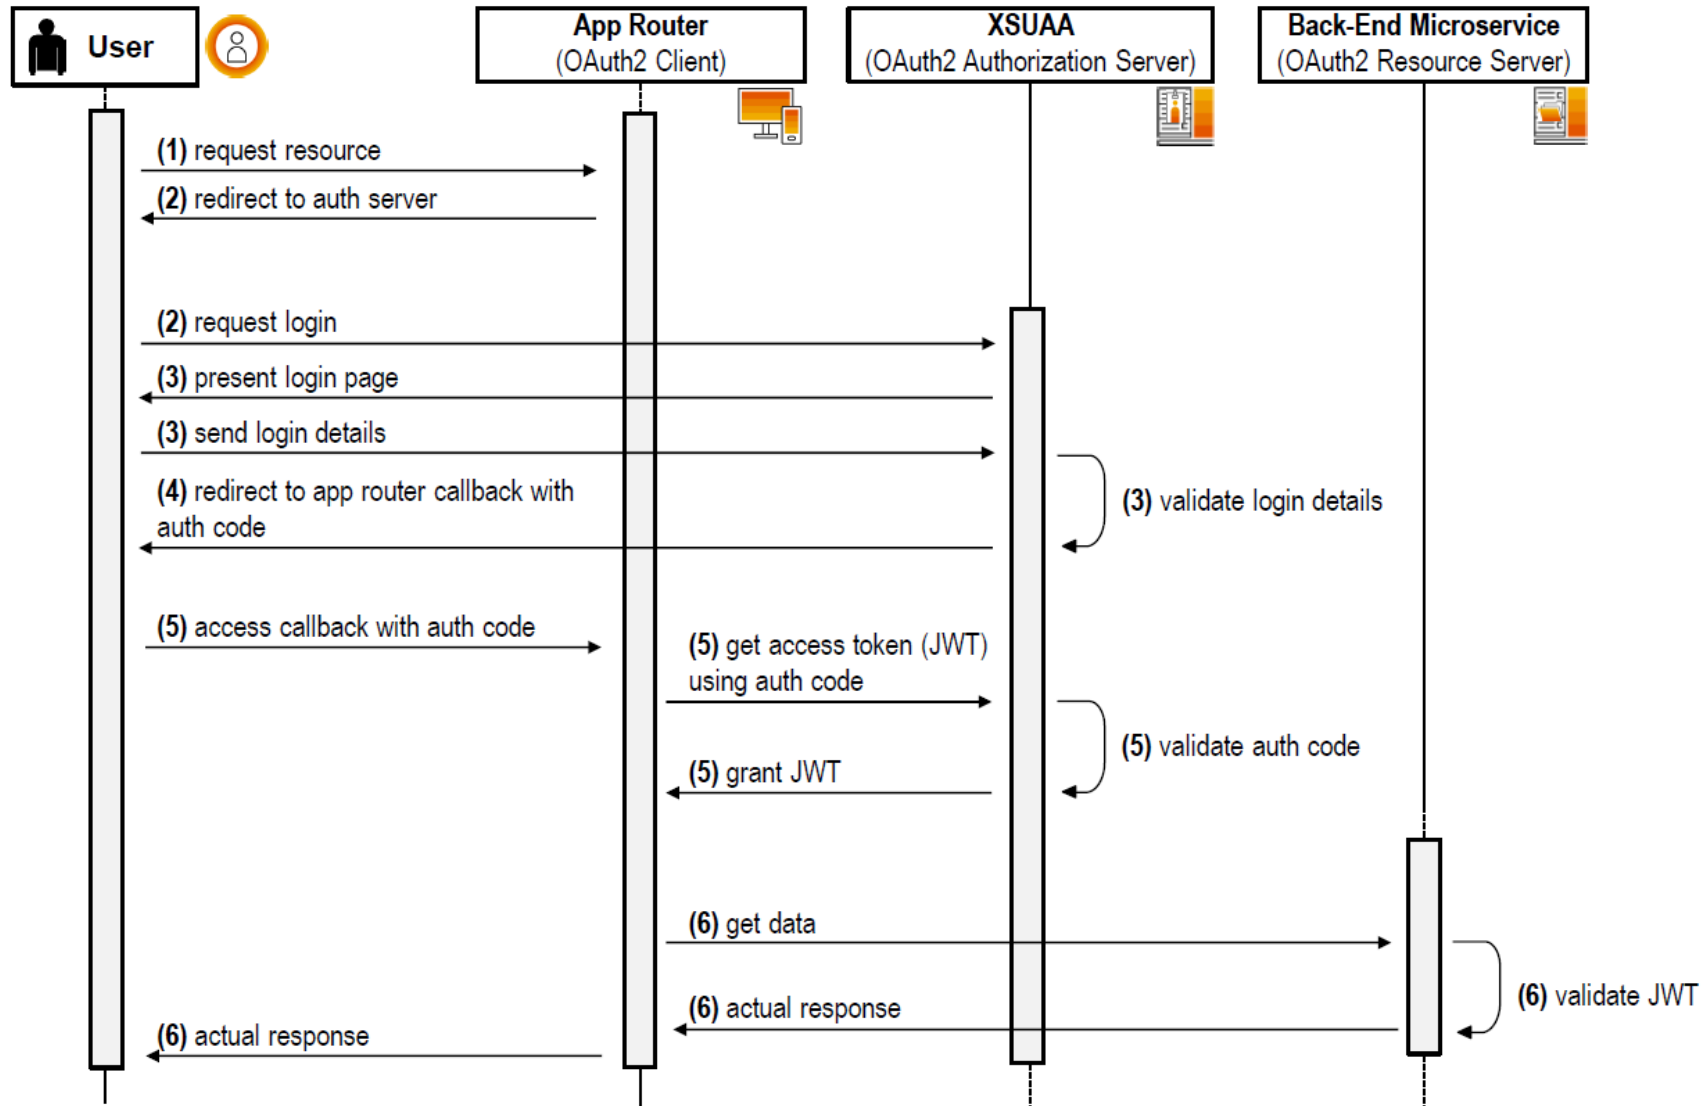 User
App Router
(OAuth2 Client)
XSUAA
(OAuth2 Authorization Server)
Back-End Microservice
(OAuth2 Resource Server)
(1) request resource
(2) redirect to auth server
(2) request login
(3) present login page
(3) send login details
(4) redirect to app router callback with
auth code
(3) validate login details
(5) access callback with auth code
(5) get access token (JWT)
using auth code
(5) validate auth code
(5) grant JWT
(6) get data
(6) validate JWT
(6) actual response
(6) actual response